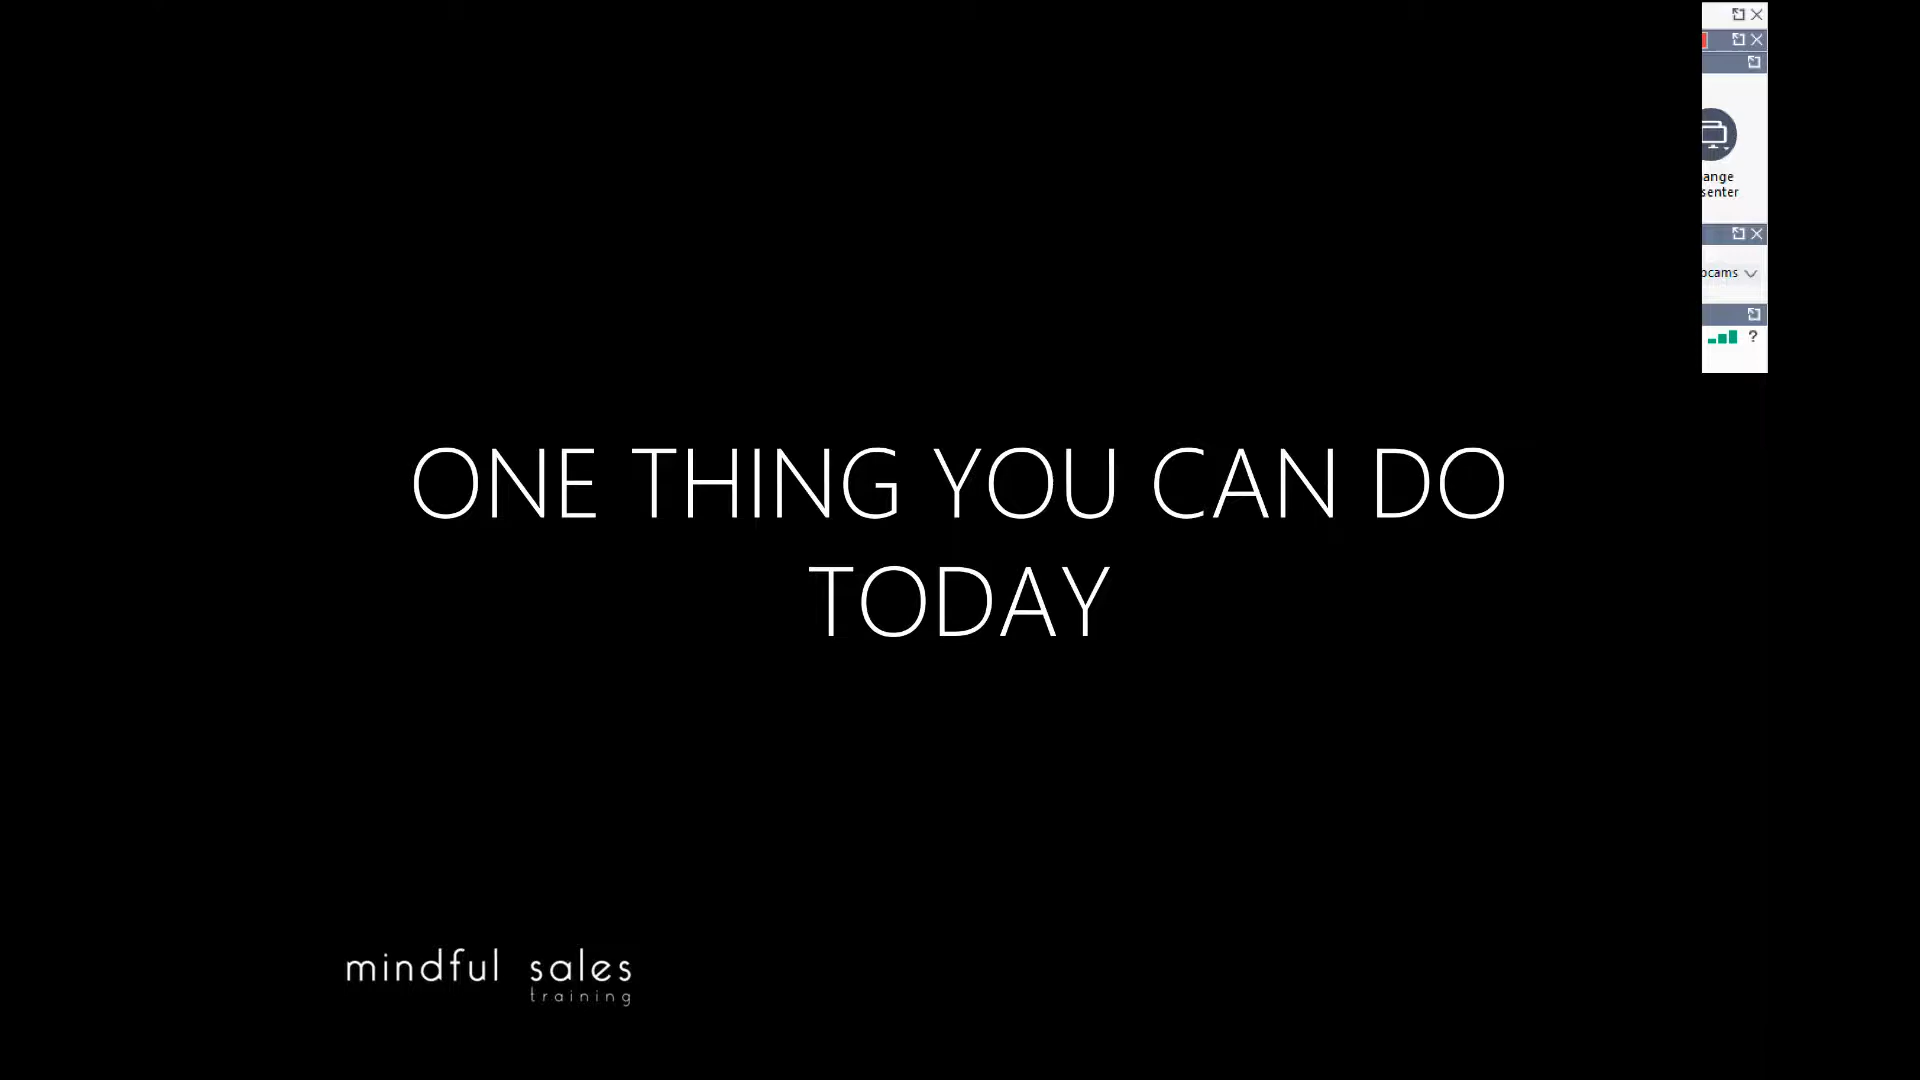 ONE THING YOU CAN DO
TODAY
ange
senter
ocams
?
mindful sales
training